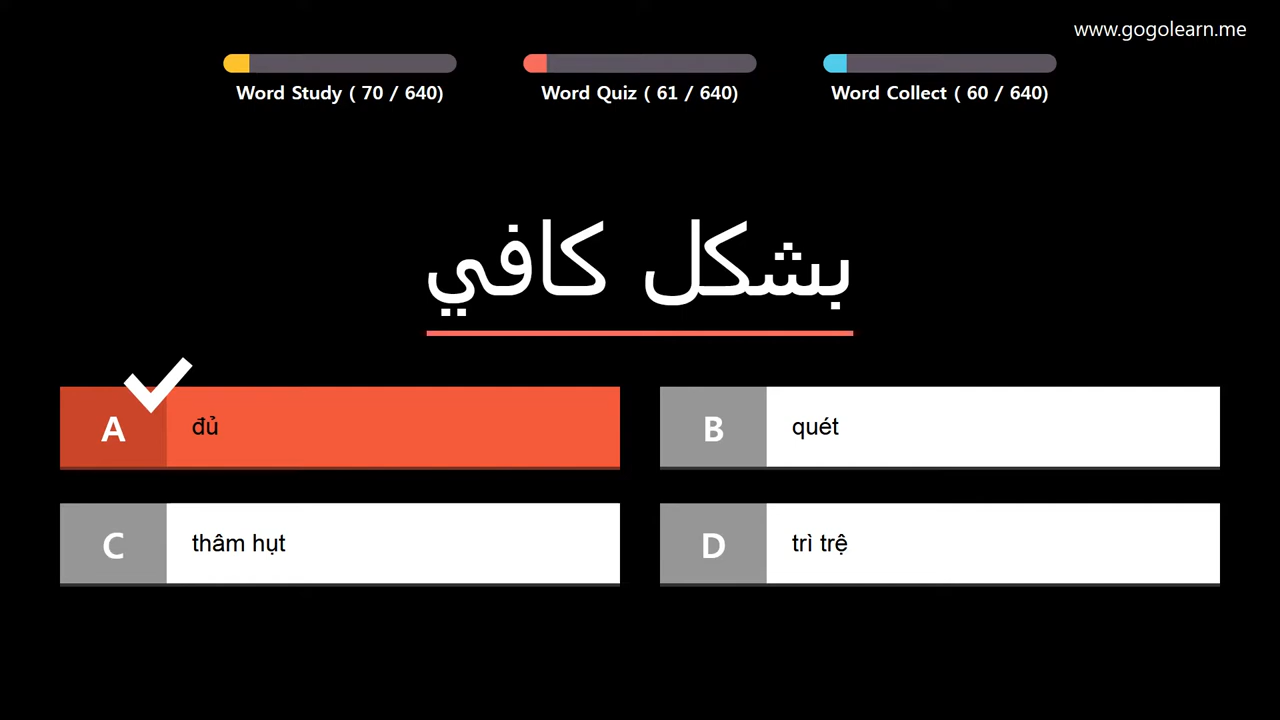 www.gogolearn.me
Word Study ( 70 / 640)
Word Quiz ( 61 / 640)
Word Collect ( 60 / 640)
بشكل كافي
A
đủ
B
quét
C
thâm hụt
D
trì trệ